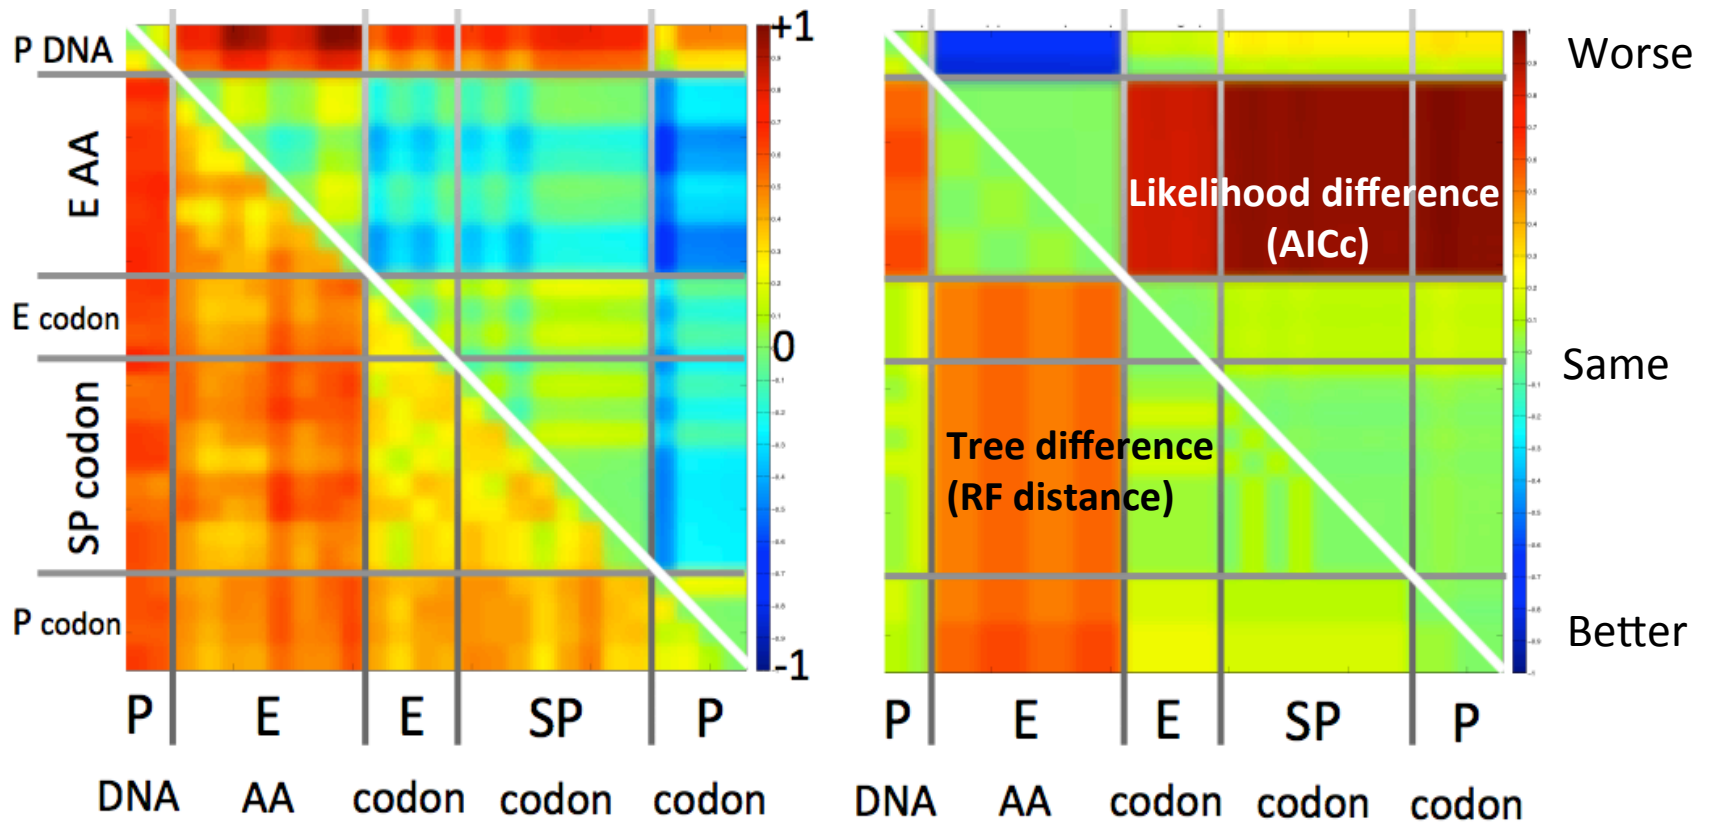 P DNA
E AA
E codon
SP codon
P codon
+1
0
-1
P E E SP P
DNA AA codon codon codon
Worse
Same
Better
Likelihood difference
(AICc)
Tree difference
(RF distance)
P E E SP P
DNA AA codon codon codon